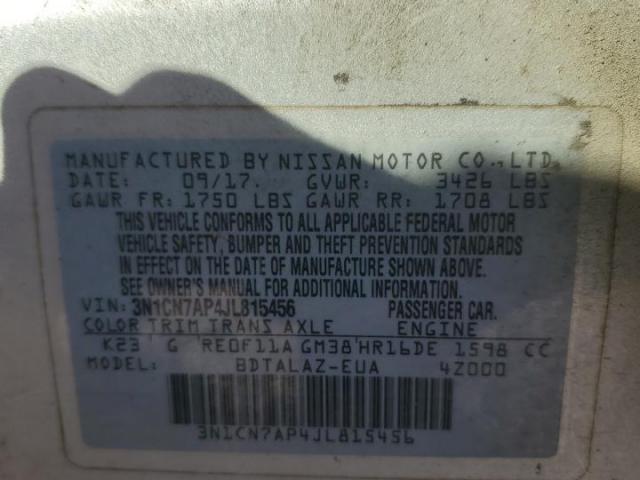 MANUFACTURED BY NISSAN MOTOR CO., LTD.
DATE: 09/17. GVWR: 3426 LBS
GAWR FR: 1750 LBS GAWR RR: 1708 LBS
THIS VEHICLE CONFORMS TO ALL APPLICABLE FEDERAL MOTOR
VEHICLE SAFETY, BUMPER AND THEFT PREVENTION STANDARDS
IN EFFECT ON THE DATE OF MANUFACTURE SHOWN ABOVE.
SEE OWNER'S MANUAL FOR ADDITIONAL INFORMATION.
VIN: 3N1CN7AP4JL815456 PASSENGER CAR.
COLOR TRIM TRANS AXLE ENGINE
K23 G RE0F11A GM38 HR16DE 1598 CC
MODEL: BDTALAZ-EUA 4Z000
3N1CN7AP4JL815456